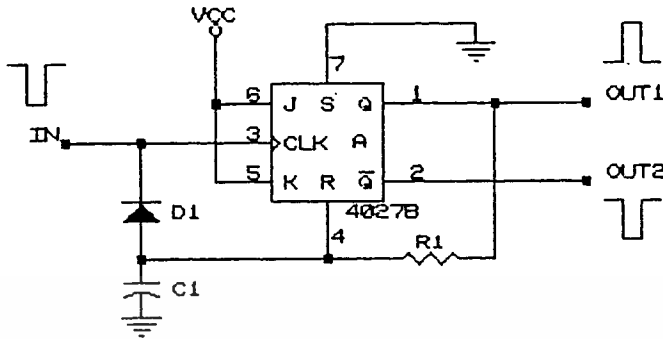 VCC
7
6 J S Q 1 OUT1
IN 3 CLK A
5 K R Q̅ 2 OUT2
4027B
D1 4 R1
C1